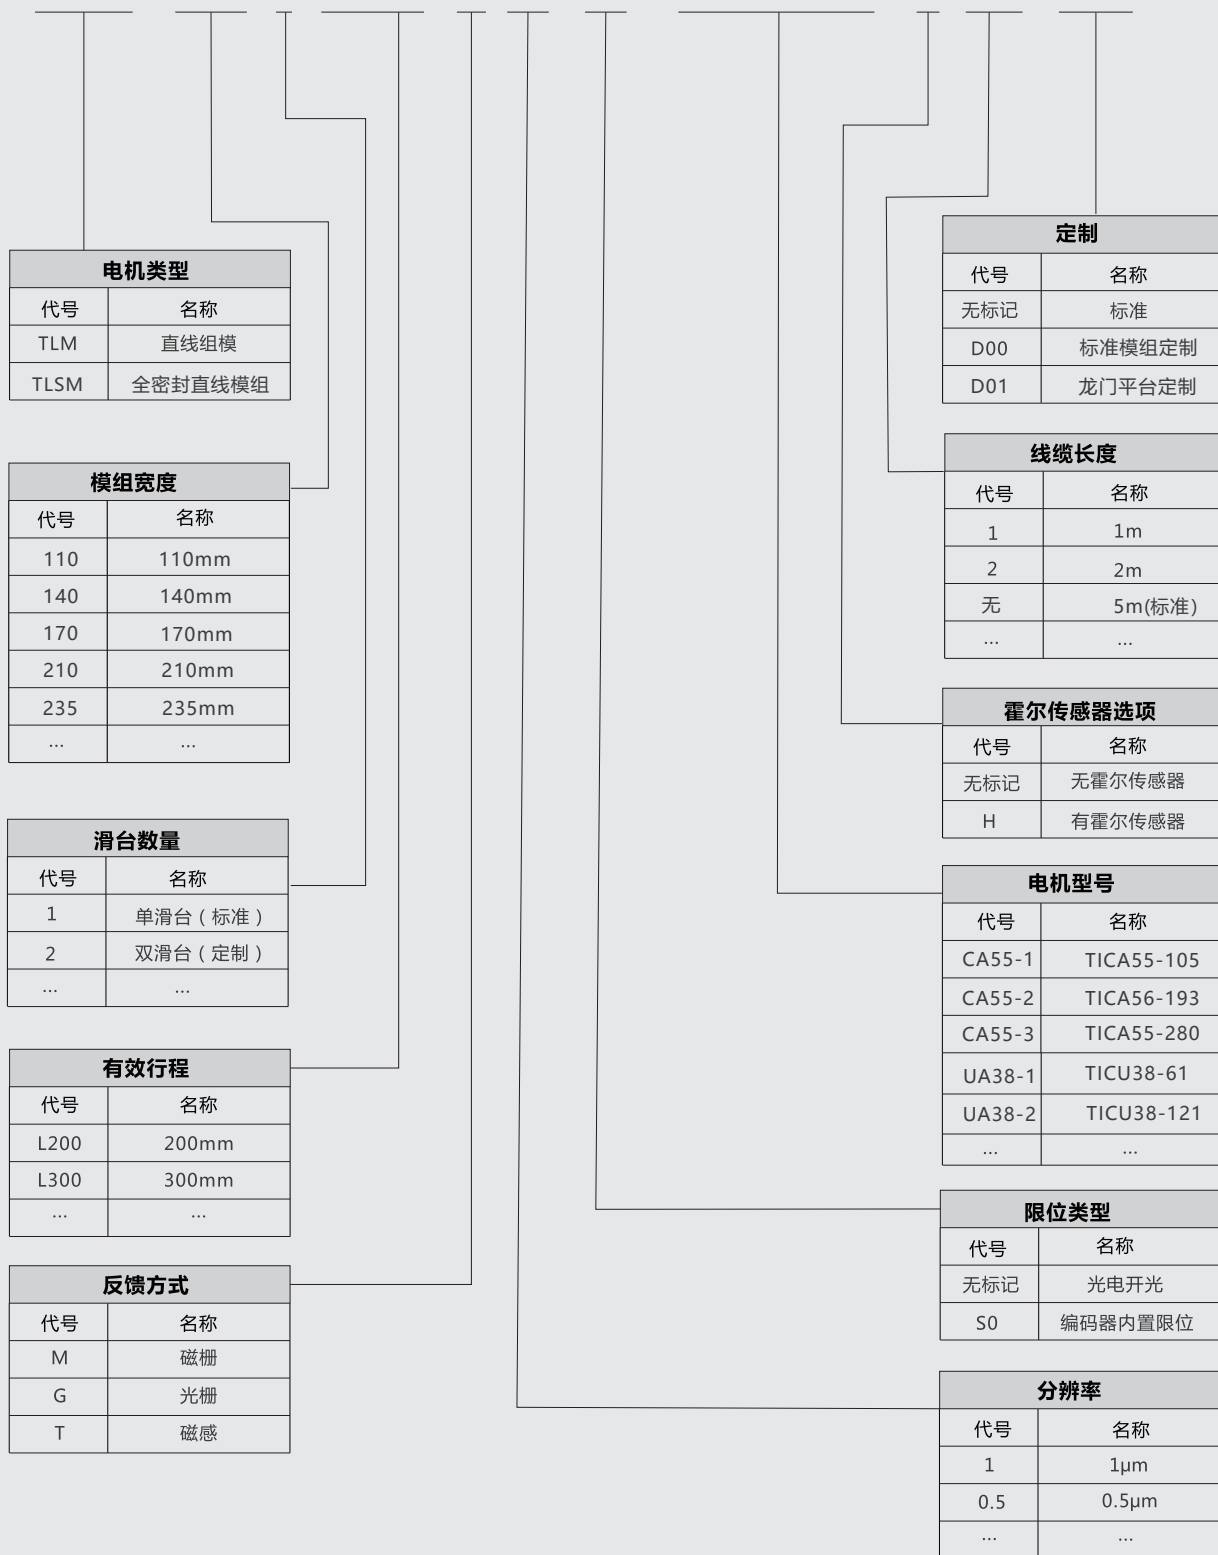 电机类型
代号 名称
TLM 直线组模
TLSM 全密封直线模组
模组宽度
代号 名称
110 110mm
140 140mm
170 170mm
210 210mm
235 235mm
... ...
滑台数量
代号 名称
1 单滑台（标准）
2 双滑台（定制）
... ...
有效行程
代号 名称
L200 200mm
L300 300mm
... ...
反馈方式
代号 名称
M 磁栅
G 光栅
T 磁感
定制
代号 名称
无标记 标准
D00 标准模组定制
D01 龙门平台定制
线缆长度
代号 名称
1 1m
2 2m
无 5m(标准)
... ...
霍尔传感器选项
代号 名称
无标记 无霍尔传感器
H 有霍尔传感器
电机型号
代号 名称
CA55-1 TICA55-105
CA55-2 TICA56-193
CA55-3 TICA55-280
UA38-1 TICU38-61
UA38-2 TICU38-121
... ...
限位类型
代号 名称
无标记 光电开光
S0 编码器内置限位
分辨率
代号 名称
1 1μm
0.5 0.5μm
... ...